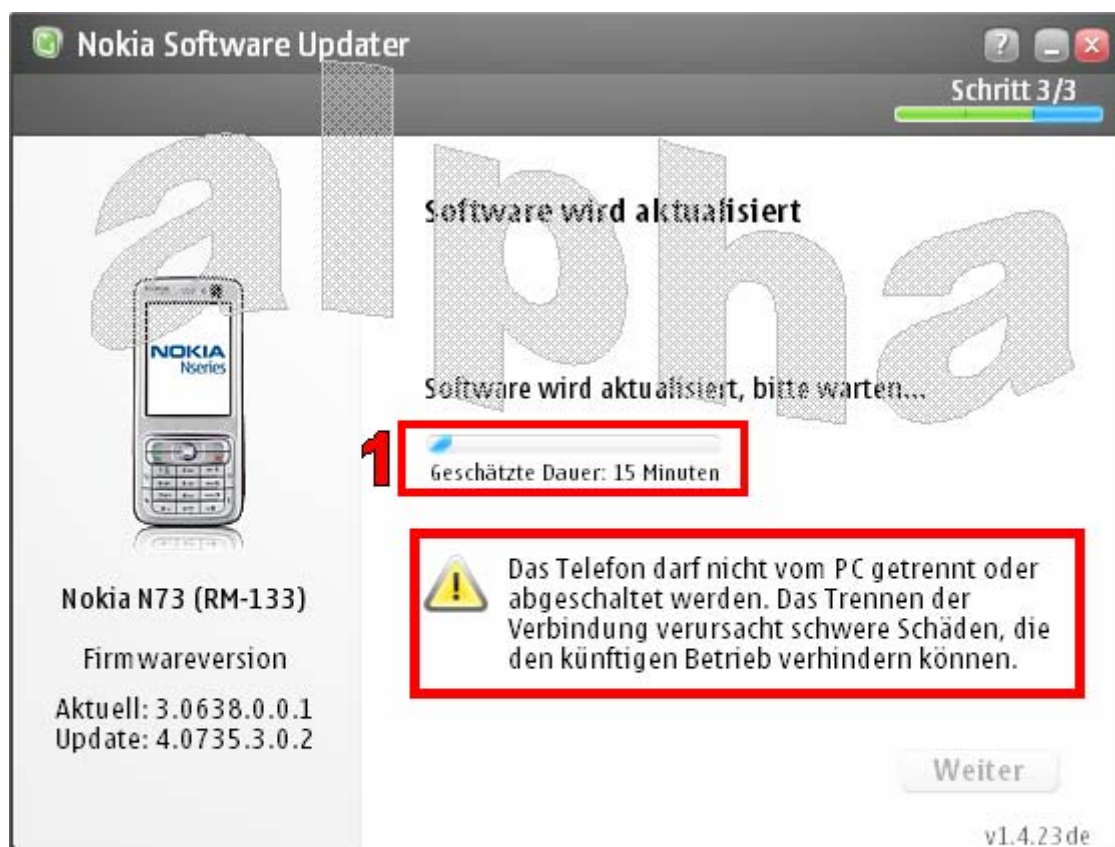 Nokia Software Updater
?
Schritt 3/3
alpha
Software wird aktualisiert
NOKIA
Nseries
Software wird aktualisiert, bitte warten...
1
Geschätzte Dauer: 15 Minuten
Das Telefon darf nicht vom PC getrennt oder
abgeschaltet werden. Das Trennen der
Verbindung verursacht schwere Schäden, die
den künftigen Betrieb verhindern können.
Nokia N73 (RM-133)
Firmwareversion
Aktuell: 3.0638.0.0.1
Update: 4.0735.3.0.2
Weiter
v1.4.23de